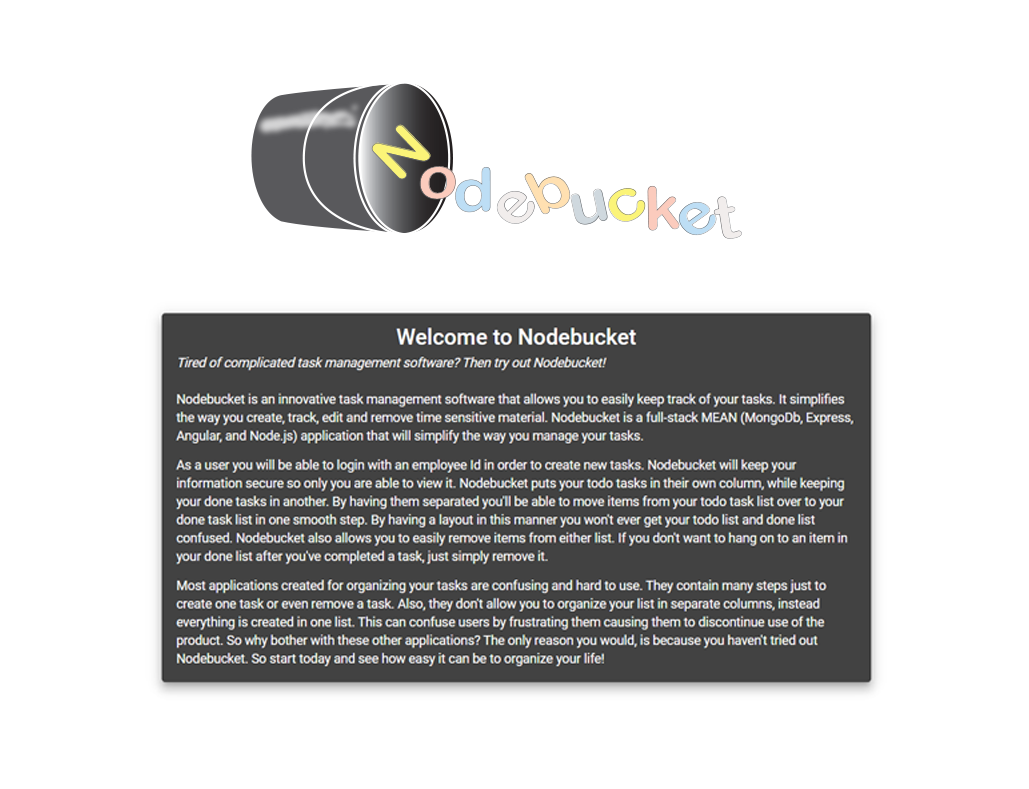 Nodebucket
Welcome to Nodebucket
Tired of complicated task management software? Then try out Nodebucket!
Nodebucket is an innovative task management software that allows you to easily keep track of your tasks. It simplifies
the way you create, track, edit and remove time sensitive material. Nodebucket is a full-stack MEAN (MongoDb, Express,
Angular, and Node.js) application that will simplify the way you manage your tasks.
As a user you will be able to login with an employee Id in order to create new tasks. Nodebucket will keep your
information secure so only you are able to view it. Nodebucket puts your todo tasks in their own column, while keeping
your done tasks in another. By having them separated you'll be able to move items from your todo task list over to your
done task list in one smooth step. By having a layout in this manner you won't ever get your todo list and done list
confused. Nodebucket also allows you to easily remove items from either list. If you don't want to hang on to an item in
your done list after you've completed a task, just simply remove it.
Most applications created for organizing your tasks are confusing and hard to use. They contain many steps just to
create one task or even remove a task. Also, they don't allow you to organize your list in separate columns, instead
everything is created in one list. This can confuse users by frustrating them causing them to discontinue use of the
product. So why bother with these other applications? The only reason you would, is because you haven't tried out
Nodebucket. So start today and see how easy it can be to organize your life!